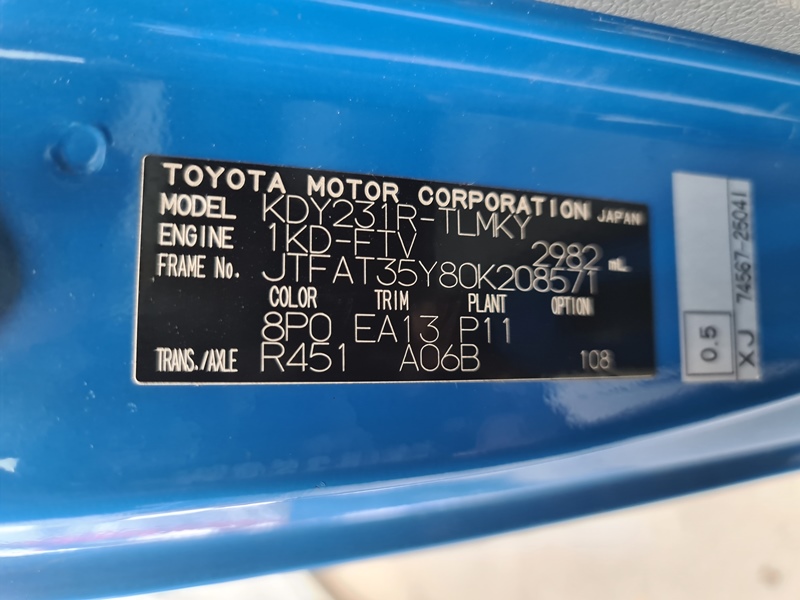 TOYOTA MOTOR CORPORATION JAPAN
MODEL KDY231R-TLMKY
ENGINE 1KD-FTV 2982 mL
FRAME No. JTFAT35Y80K208571
COLOR TRIM PLANT OPTION
8P0 EA13 P11
TRANS./AXLE R451 A06B 108
0.5
XJ 74567-25041